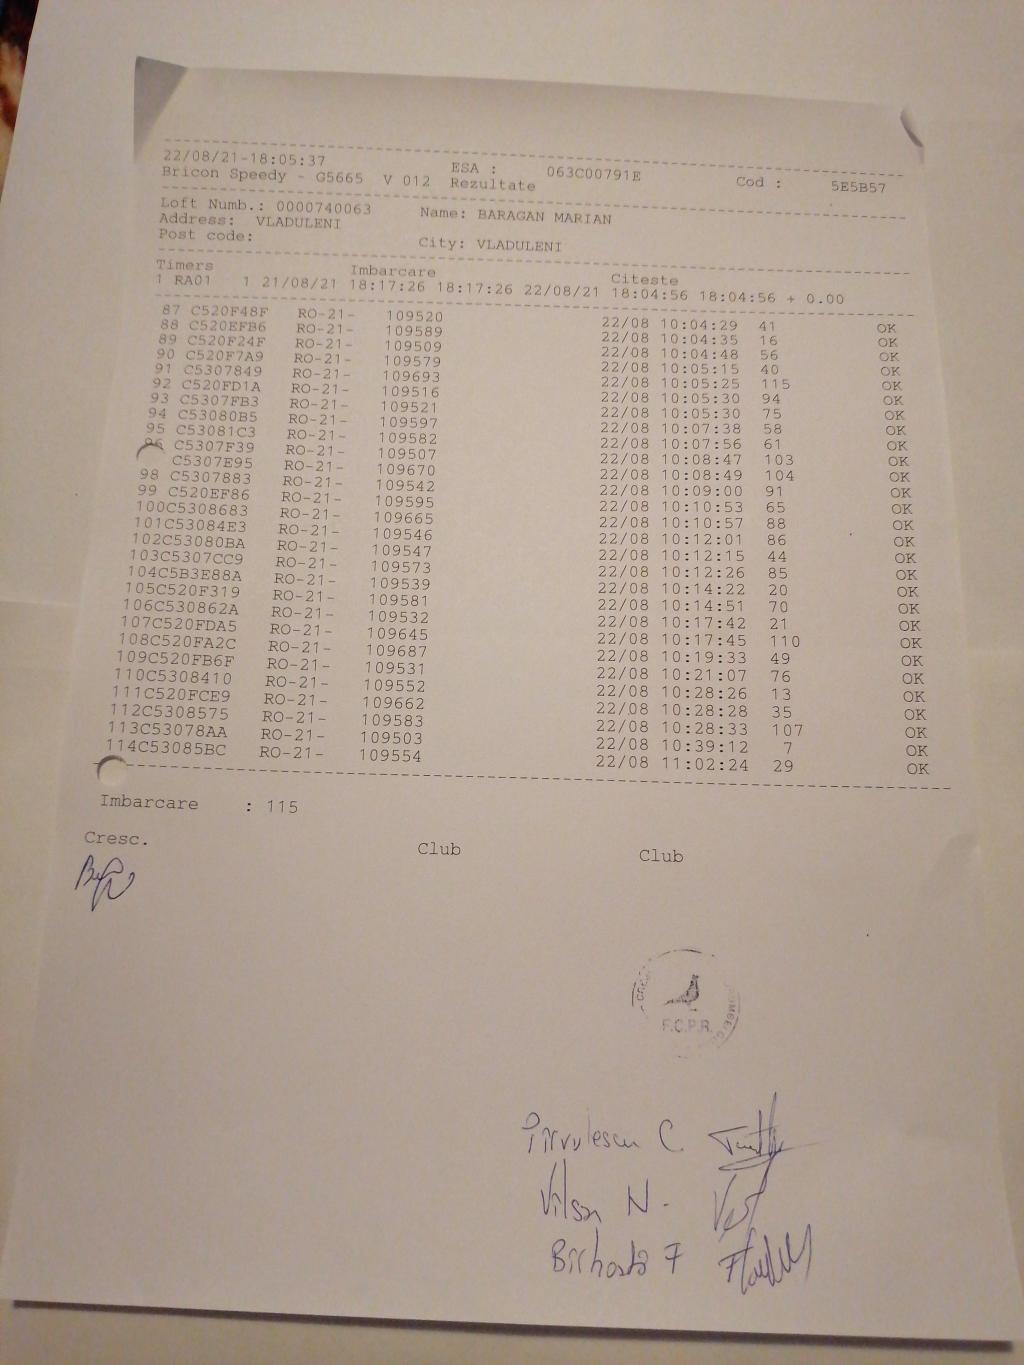 22/08/21-18:05:37 ESA : 063C00791E Cod : 5E5B57
Bricon Speedy - G5665 V 012 Rezultate
Loft Numb.: 0000740063 Name: BARAGAN MARIAN
Address: VLADULENI
Post code: City: VLADULENI
Timers Imbarcare Citeste
1 RA01 1 21/08/21 18:17:26 18:17:26 22/08/21 18:04:56 18:04:56 + 0.00
87 C520F48F RO-21- 109520 22/08 10:04:29 41 OK
88 C520EFB6 RO-21- 109589 22/08 10:04:35 16 OK
89 C520F24F RO-21- 109509 22/08 10:04:48 56 OK
90 C520F7A9 RO-21- 109579 22/08 10:05:15 40 OK
91 C5307849 RO-21- 109693 22/08 10:05:25 115 OK
92 C520FD1A RO-21- 109516 22/08 10:05:30 94 OK
93 C5307FB3 RO-21- 109521 22/08 10:05:30 75 OK
94 C53080B5 RO-21- 109597 22/08 10:07:38 58 OK
95 C53081C3 RO-21- 109582 22/08 10:07:56 61 OK
96 C5307F39 RO-21- 109507 22/08 10:08:47 103 OK
C5307E95 RO-21- 109670 22/08 10:08:49 104 OK
98 C5307883 RO-21- 109542 22/08 10:09:00 91 OK
99 C520EF86 RO-21- 109595 22/08 10:10:53 65 OK
100C5308683 RO-21- 109665 22/08 10:10:57 88 OK
101C53084E3 RO-21- 109546 22/08 10:12:01 86 OK
102C53080BA RO-21- 109547 22/08 10:12:15 44 OK
103C5307CC9 RO-21- 109573 22/08 10:12:26 85 OK
104C5B3E88A RO-21- 109539 22/08 10:14:22 20 OK
105C520F319 RO-21- 109581 22/08 10:14:51 70 OK
106C530862A RO-21- 109532 22/08 10:17:42 21 OK
107C520FDA5 RO-21- 109645 22/08 10:17:45 110 OK
108C520FA2C RO-21- 109687 22/08 10:19:33 49 OK
109C520FB6F RO-21- 109531 22/08 10:21:07 76 OK
110C5308410 RO-21- 109552 22/08 10:28:26 13 OK
111C520FCE9 RO-21- 109662 22/08 10:28:28 35 OK
112C5308575 RO-21- 109583 22/08 10:28:33 107 OK
113C53078AA RO-21- 109503 22/08 10:39:12 7 OK
114C53085BC RO-21- 109554 22/08 11:02:24 29 OK
Imbarcare : 115
Cresc. Club Club
F.C.P.R.
Pîrvulescu C.
Vîlsan N.